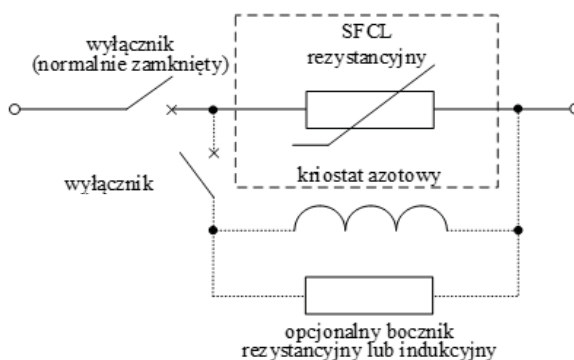 SFCL
rezystancyjny
wyłącznik
(normalnie zamknięty)
kriostat azotowy
wyłącznik
opcjonalny bocznik
rezystancyjny lub indukcyjny